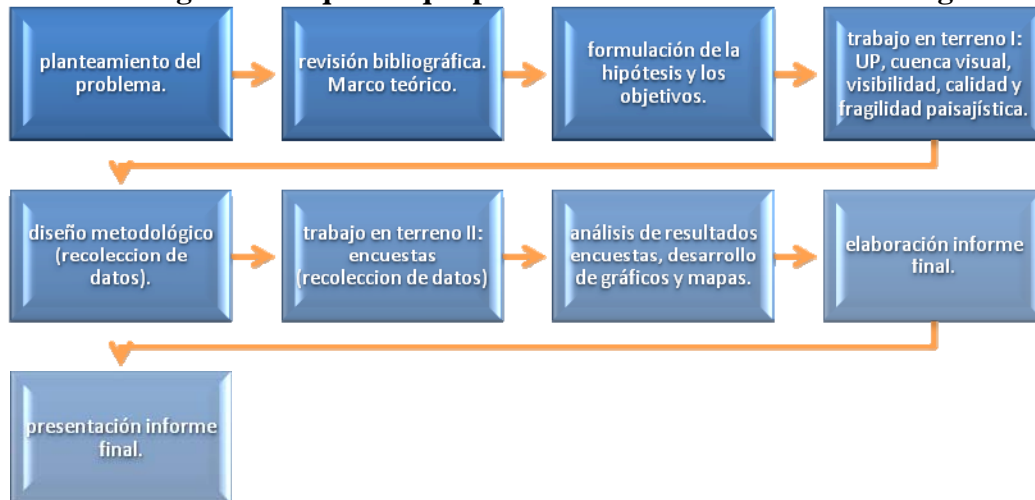 planteamiento del
problema.
revisión bibliográfica.
Marco teórico.
formulación de la
hipótesis y los
objetivos.
trabajo en terreno I:
UP, cuenca visual,
visibilidad, calidad y
fragilidad paisajística.
diseño metodológico
(recoleccion de
datos).
trabajo en terreno II:
encuestas
(recoleccion de datos)
análisis de resultados
encuestas, desarrollo
de gráficos y mapas.
elaboración informe
final.
presentación informe
final.